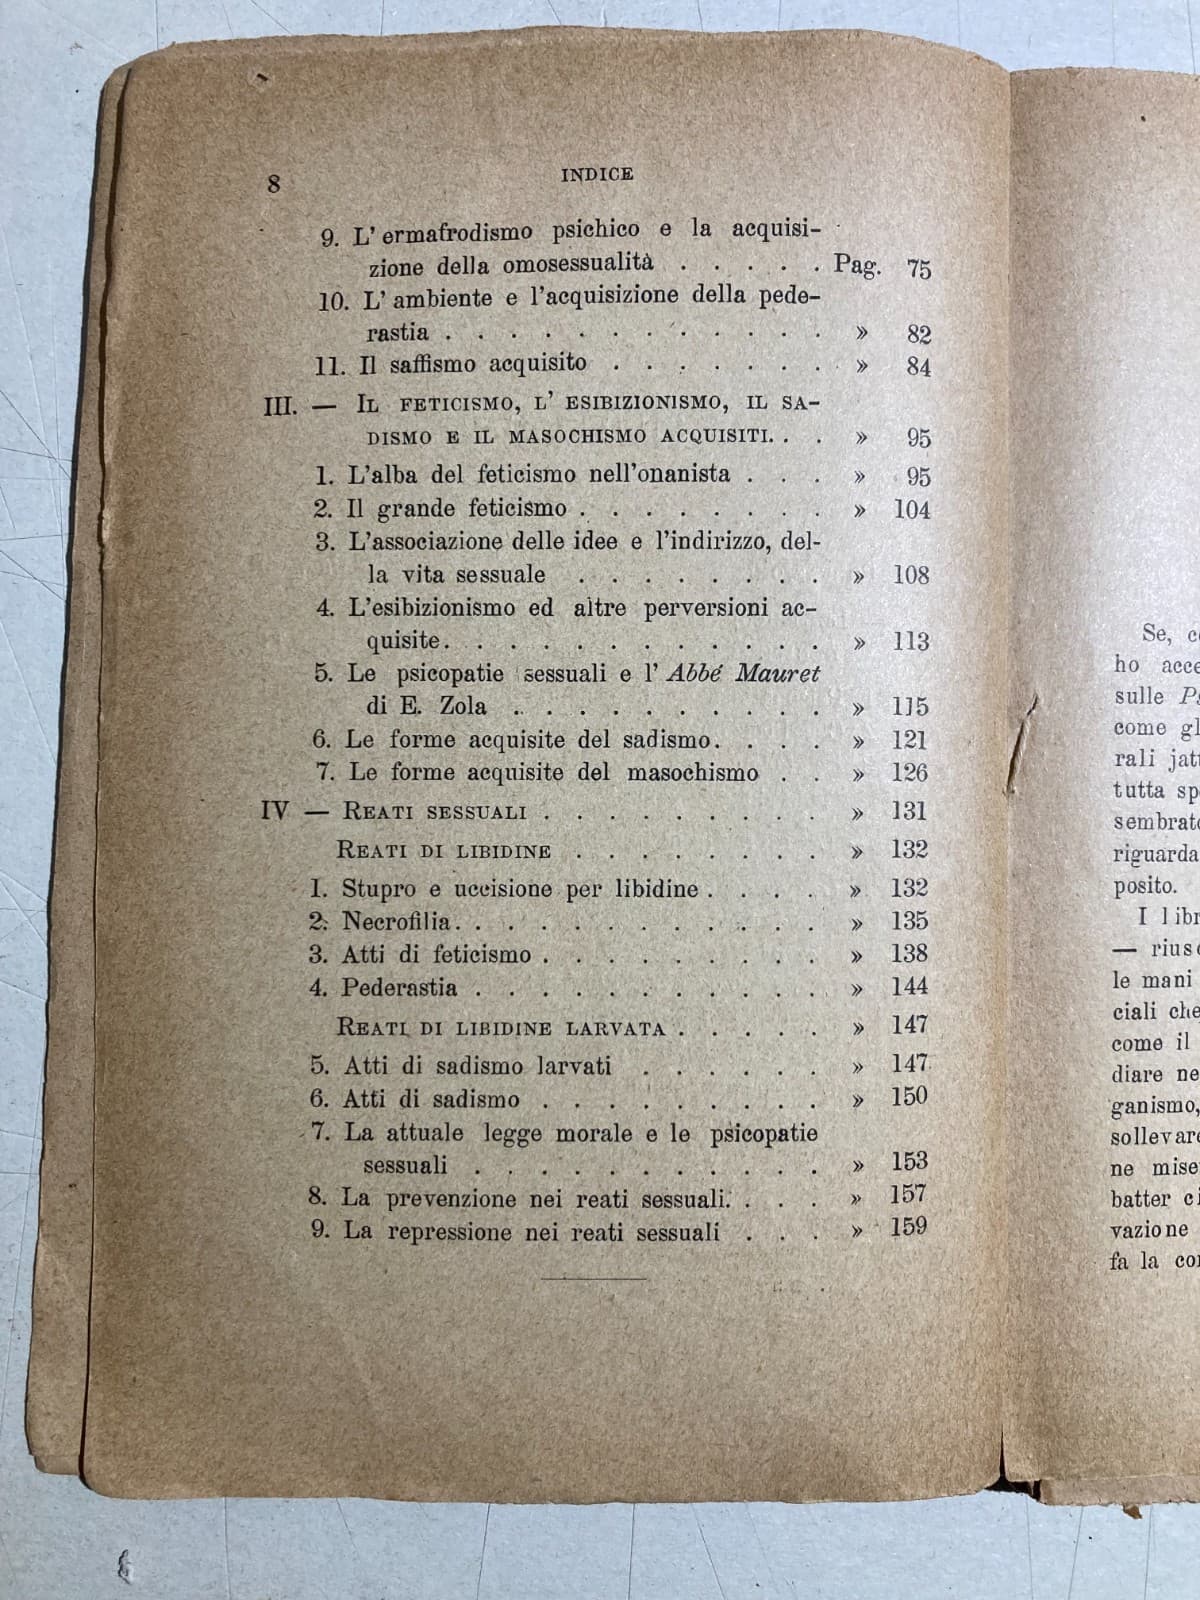 8 INDICE
9. L' ermafrodismo psichico e la acquisi-
zione della omosessualità . . . . . Pag. 75
10. L' ambiente e l'acquisizione della pede-
rastia . . . . . . . . . . . . » 82
11. Il saffismo acquisito . . . . . . . » 84
III. — IL FETICISMO, L' ESIBIZIONISMO, IL SA-
DISMO E IL MASOCHISMO ACQUISITI. . . » 95
1. L'alba del feticismo nell'onanista . . . » 95
2. Il grande feticismo . . . . . . . . » 104
3. L'associazione delle idee e l'indirizzo, del-
la vita sessuale . . . . . . . . » 108
4. L'esibizionismo ed altre perversioni ac-
quisite. . . . . . . . . . . . » 113
5. Le psicopatie sessuali e l' Abbé Mauret
di E. Zola . . . . . . . . . . » 115
6. Le forme acquisite del sadismo. . . . » 121
7. Le forme acquisite del masochismo . . » 126
IV — REATI SESSUALI . . . . . . . . . » 131
REATI DI LIBIDINE . . . . . . . . » 132
1. Stupro e uccisione per libidine . . . . » 132
2. Necrofilia. . . . . . . . . . . . » 135
3. Atti di feticismo . . . . . . . . . » 138
4. Pederastia . . . . . . . . . . . » 144
REATI DI LIBIDINE LARVATA . . . . . » 147
5. Atti di sadismo larvati . . . . . . » 147
6. Atti di sadismo . . . . . . . . . » 150
7. La attuale legge morale e le psicopatie
sessuali . . . . . . . . . . . » 153
8. La prevenzione nei reati sessuali. . . . » 157
9. La repressione nei reati sessuali . . . » 159
Se,
ho
sulle
come
rali
tutta
sembrato
riguarda
posito.
I
—
le mani
ciali che
come il
diare
ganismo,
sollevare
ne
batter
vazione
fa la